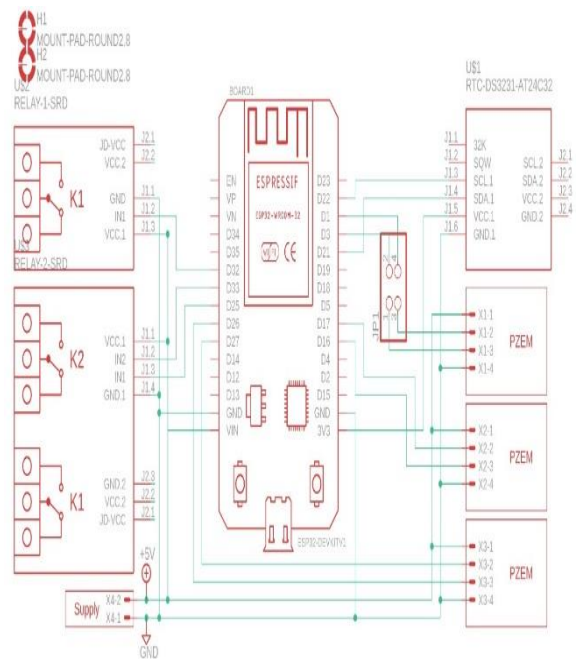 H1
MOUNT-PAD-ROUND2.8
H2
MOUNT-PAD-ROUND2.8
U$2
RELAY-1-SRD
K1
JD-VCC J2.1
VCC.2 J2.2
GND J1.1
IN1 J1.2
VCC.1 J1.3
U$3
RELAY-2-SRD
K2
VCC.1 J1.1
IN2 J1.2
IN1 J1.3
GND.1 J1.4
K1
GND.2 J2.3
VCC.2 J2.2
JD-VCC J2.1
+5V
Supply
X4-2
X4-1
GND
BOARD1
ESPRESSIF
ESP32-WROOM-32
CE
EN D23
VP D22
VIN D1
D34 D3
D35 D21
D32 D19
D33 D18
D25 D5
D26 D17
D27 D16
D14 D4
D12 D2
D13 D15
GND GND
VIN 3V3
ESP32-DEVKITV1
JP1
2 4
1 3
U$1
RTC-DS3231-AT24C32
J1.1 32K
J1.2 SQW SCL.2 J2.1
J1.3 SCL.1 SDA.2 J2.2
J1.4 SDA.1 VCC.2 J2.3
J1.5 VCC.1 GND.2 J2.4
J1.6 GND.1
X1-1
X1-2
X1-3
X1-4
PZEM
X2-1
X2-2
X2-3
X2-4
PZEM
X3-1
X3-2
X3-3
X3-4
PZEM